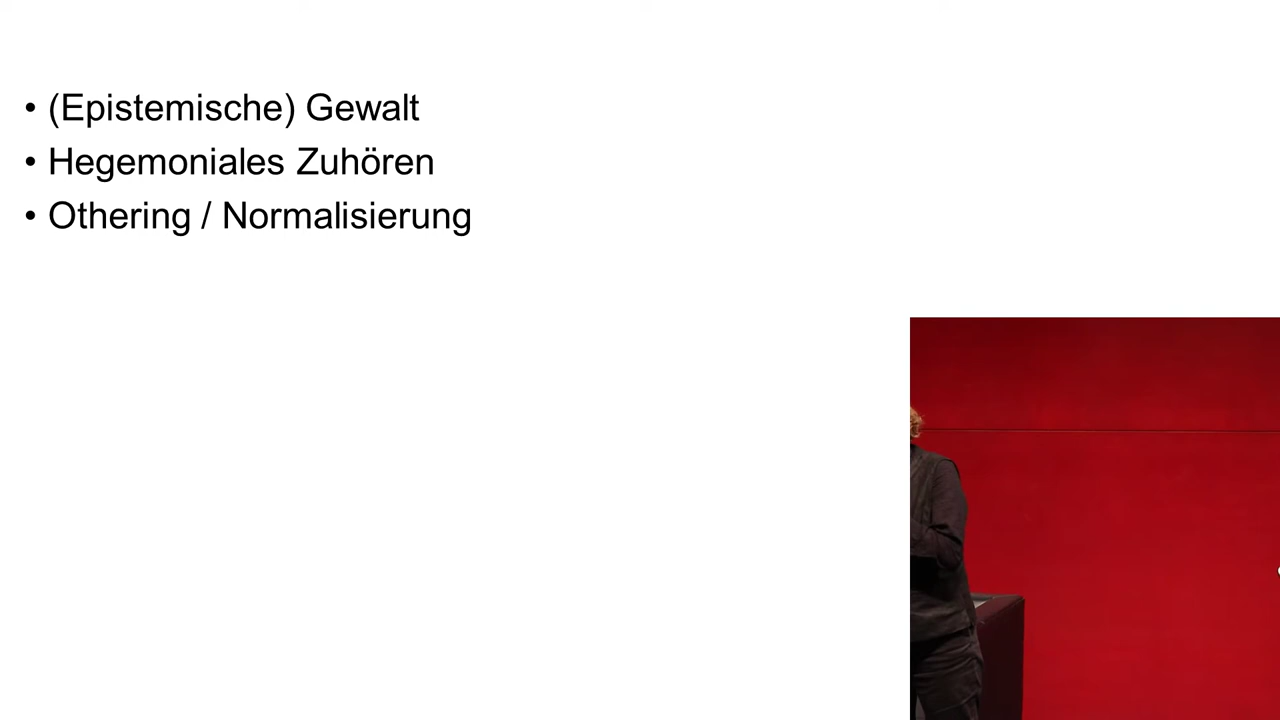 • (Epistemische) Gewalt
• Hegemoniales Zuhören
• Othering / Normalisierung